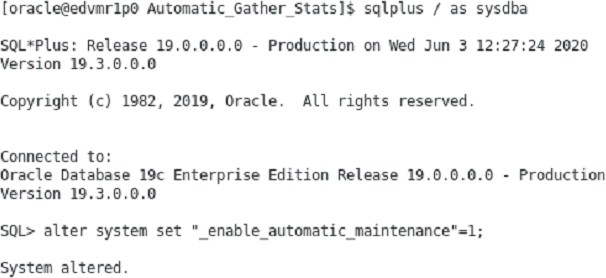 [oracle@edvmr1p0 Automatic_Gather_Stats]$ sqlplus / as sysdba
SQL*Plus: Release 19.0.0.0.0 - Production on Wed Jun 3 12:27:24 2020
Version 19.3.0.0.0
Copyright (c) 1982, 2019, Oracle.  All rights reserved.
Connected to:
Oracle Database 19c Enterprise Edition Release 19.0.0.0.0 - Production
Version 19.3.0.0.0
SQL> alter system set "_enable_automatic_maintenance"=1;
System altered.